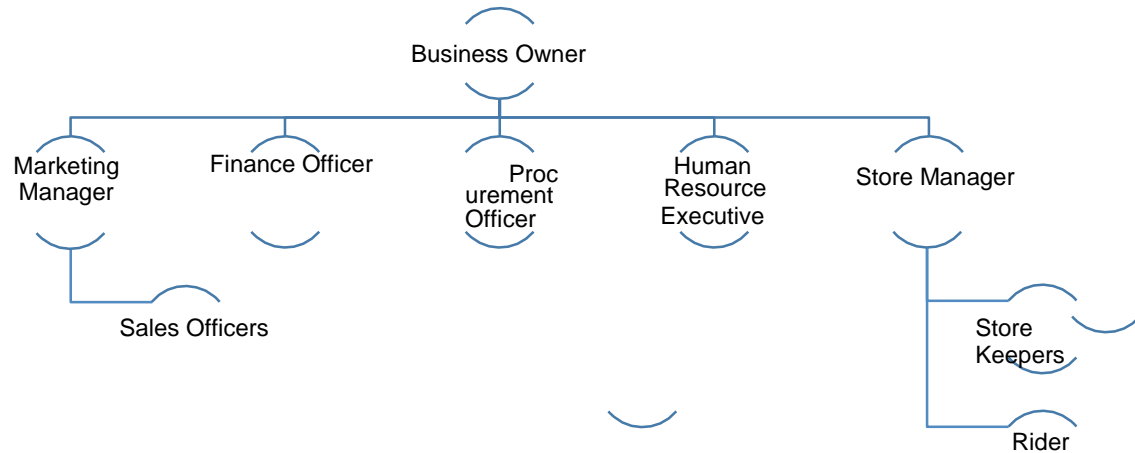 Business Owner
Marketing
Manager
Finance Officer
Proc
urement
Officer
Human
Resource
Executive
Store Manager
Sales Officers
Store
Keepers
Rider